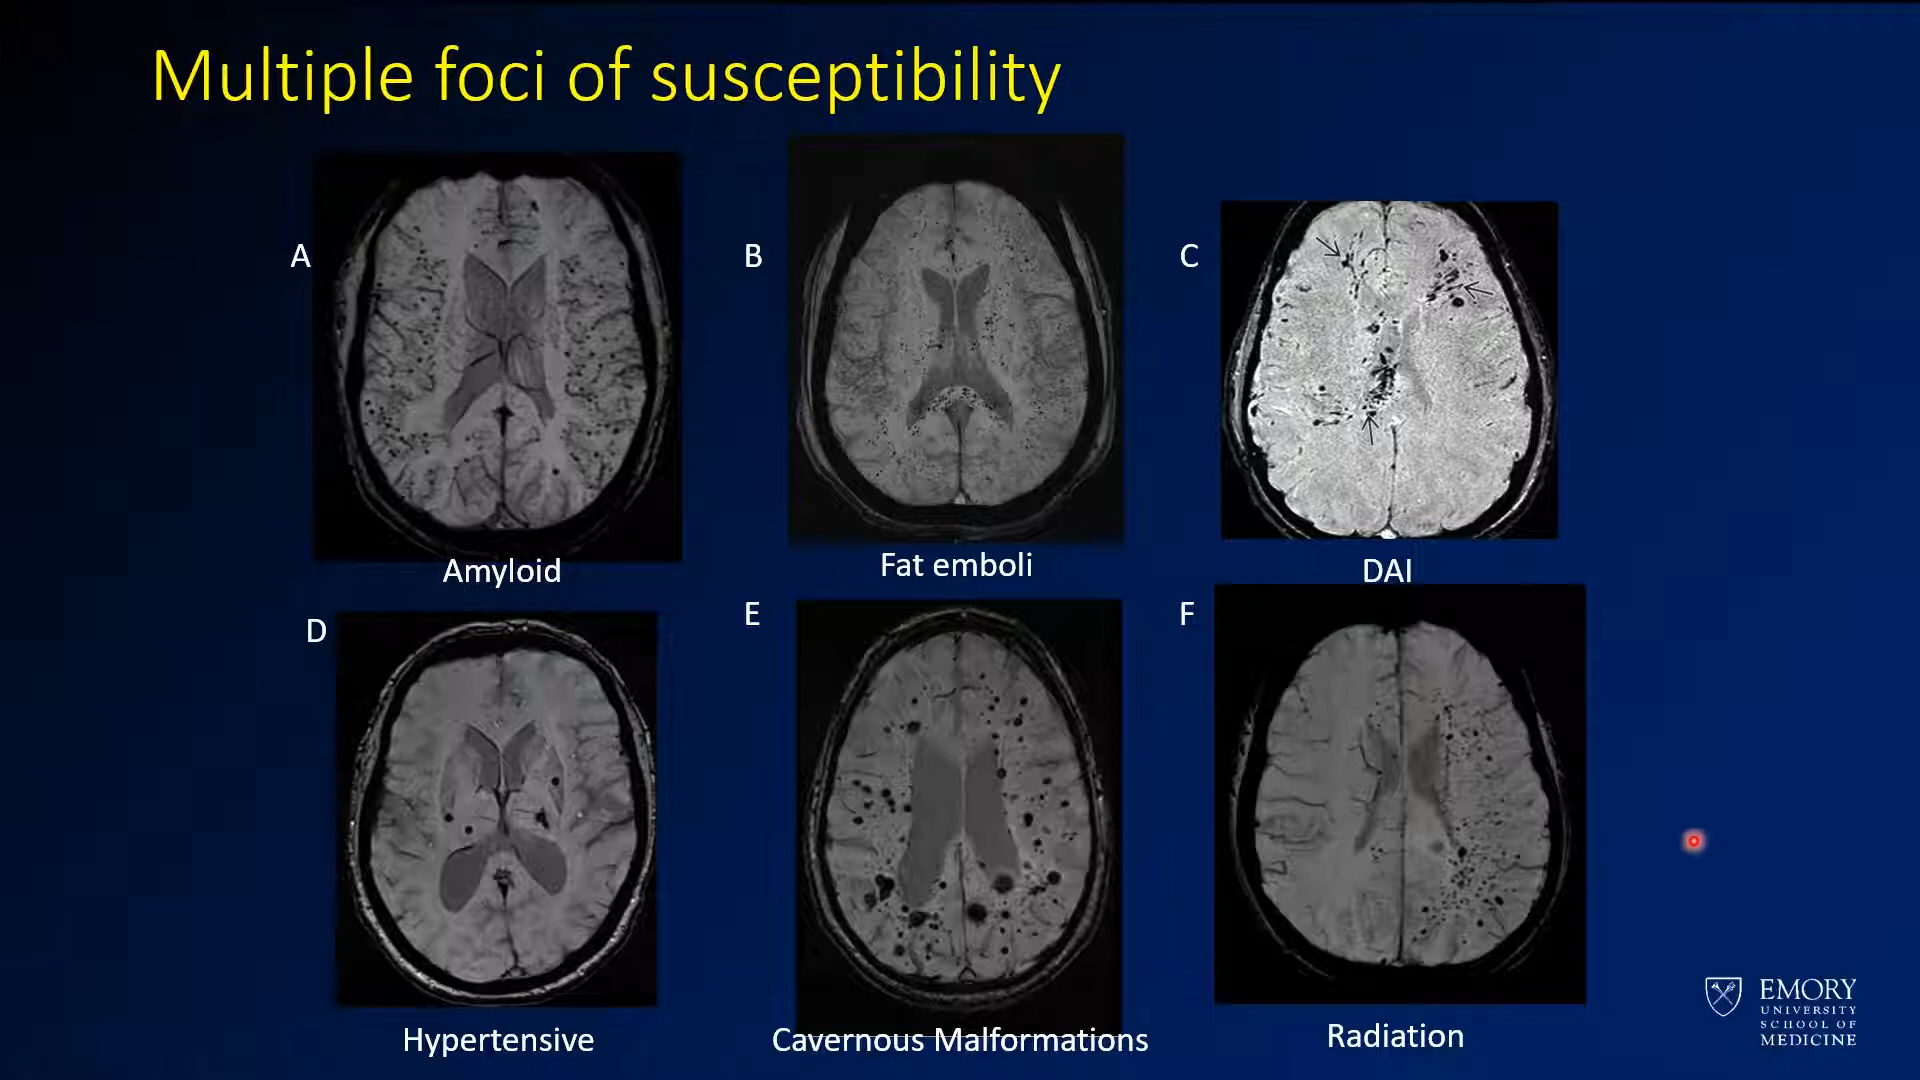 Multiple foci of susceptibility
A
B
C
Amyloid
Fat emboli
DAI
D
E
F
Hypertensive
Cavernous Malformations
Radiation
EMORY
UNIVERSITY
SCHOOL OF
MEDICINE